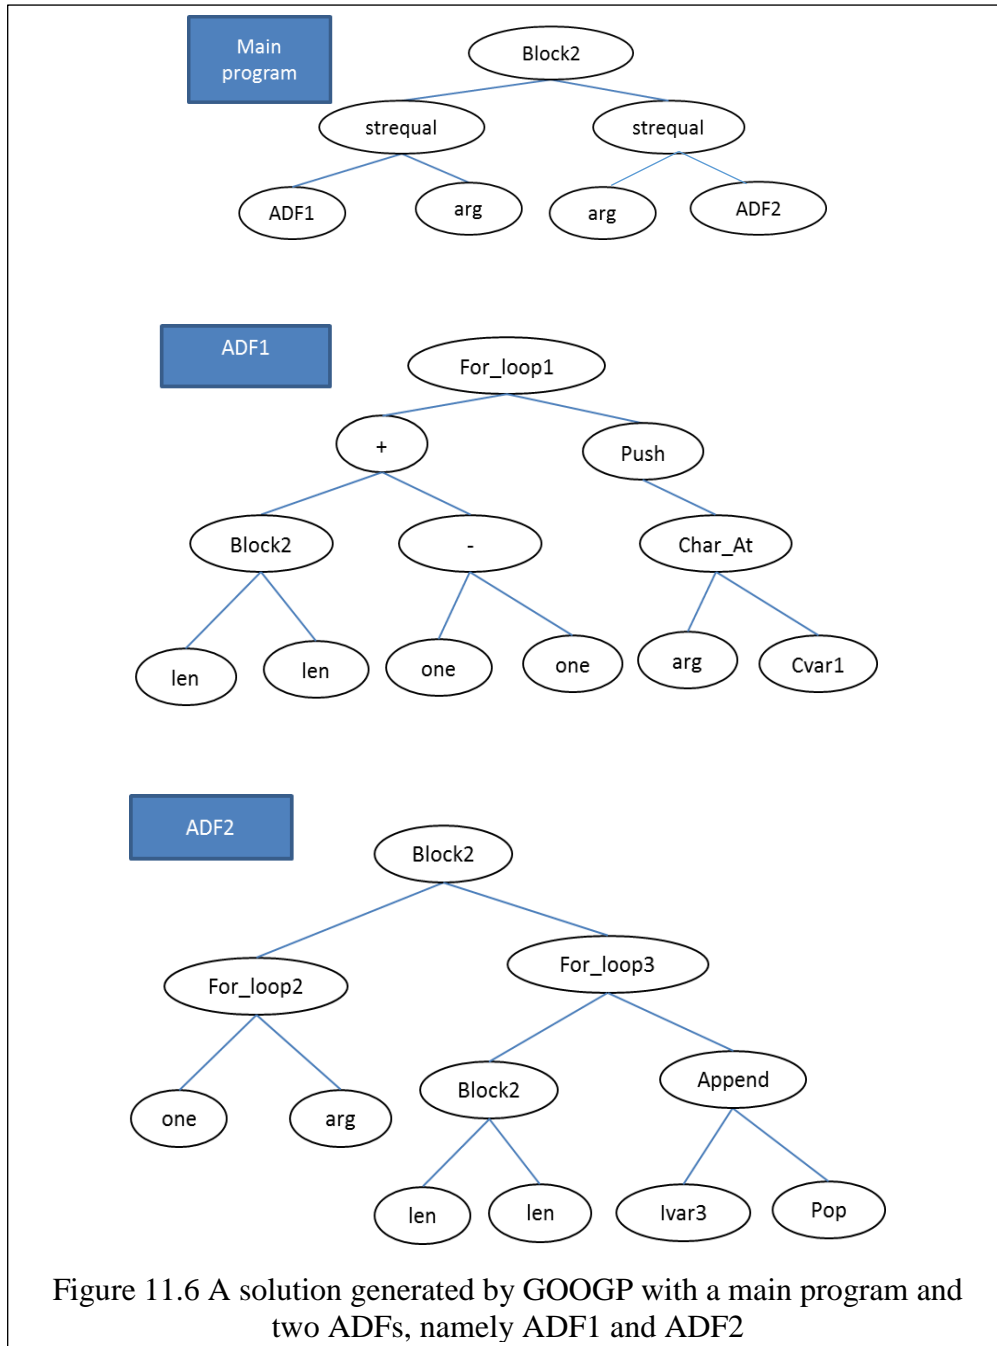 Main
program
Block2
strequal
strequal
ADF1
arg
arg
ADF2
ADF1
For_loop1
+
Push
Block2
-
Char_At
len
len
one
one
arg
Cvar1
ADF2
Block2
For_loop2
For_loop3
one
arg
Block2
Append
len
len
Ivar3
Pop
Figure 11.6 A solution generated by GOOGP with a main program and
two ADFs, namely ADF1 and ADF2